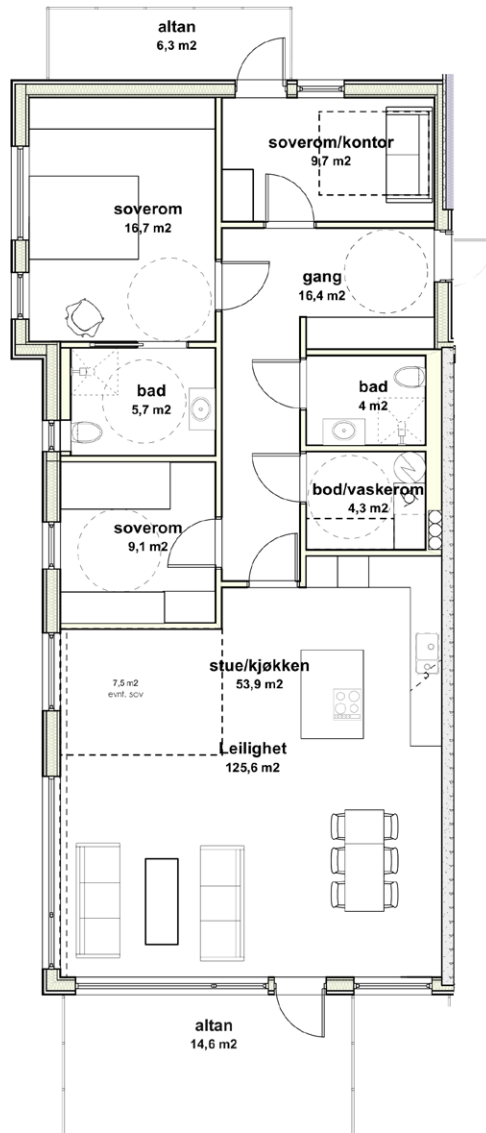 altan
6,3 m2
soverom/kontor
9,7 m2
soverom
16,7 m2
gang
16,4 m2
bad
5,7 m2
bad
4 m2
bod/vaskerom
4,3 m2
soverom
9,1 m2
stue/kjøkken
53,9 m2
7,5 m2
evnt. sov
Leilighet
125,6 m2
altan
14,6 m2